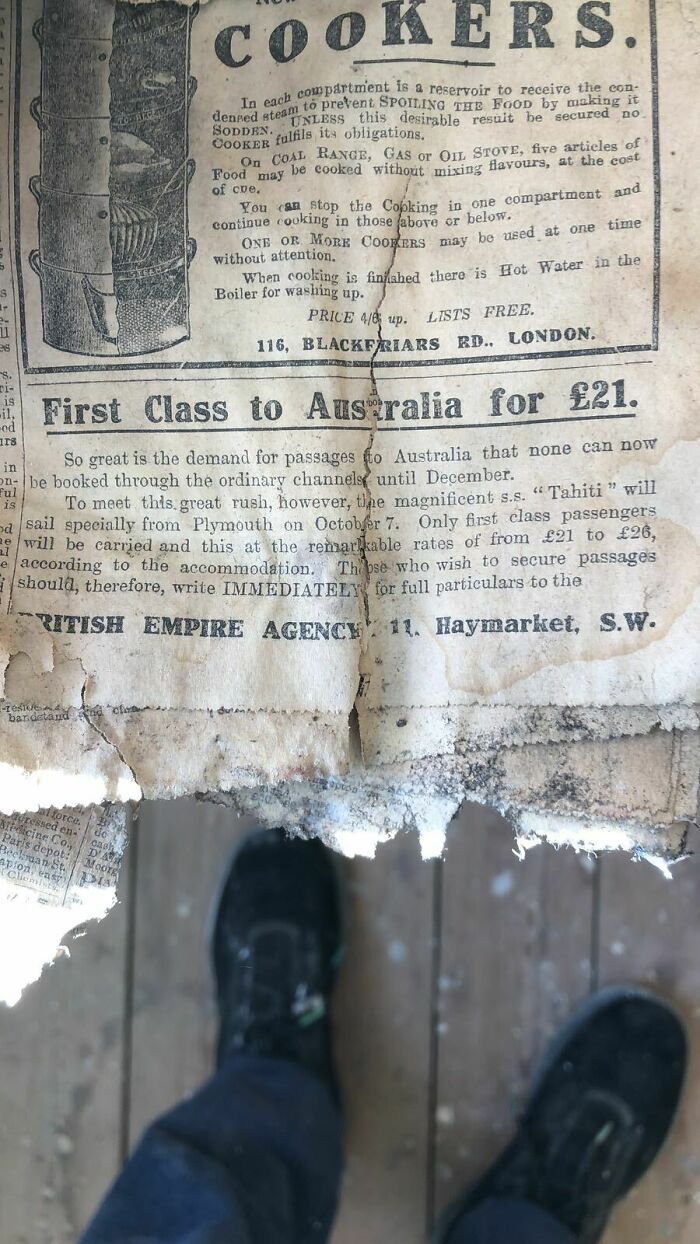 COOKERS.
In each compartment is a reservoir to receive the con-
densed steam to prevent SPOILING THE FOOD by making it
SODDEN. UNLESS this desirable result be secured no
COOKER fulfils its obligations.
On COAL RANGE, GAS or OIL STOVE, five articles of
Food may be cooked without mixing flavours, at the cost
of one.
You can stop the Cooking in one compartment and
continue cooking in those above or below.
ONE OR MORE COOKERS may be used at one time
without attention.
When cooking is finished there is Hot Water in the
Boiler for washing up.
PRICE 4/6 up. LISTS FREE.
116, BLACKFRIARS RD., LONDON.
First Class to Australia for £21.
So great is the demand for passages to Australia that none can now
be booked through the ordinary channels until December.
To meet this great rush, however, the magnificent s.s. "Tahiti" will
sail specially from Plymouth on October 7. Only first class passengers
will be carried and this at the remarkable rates of from £21 to £26,
according to the accommodation. Those who wish to secure passages
should, therefore, write IMMEDIATELY for full particulars to the
BRITISH EMPIRE AGENCY, 11, Haymarket, S.W.
bandstand
force.
dressed en-
Medicine Co.,
Paris depot: